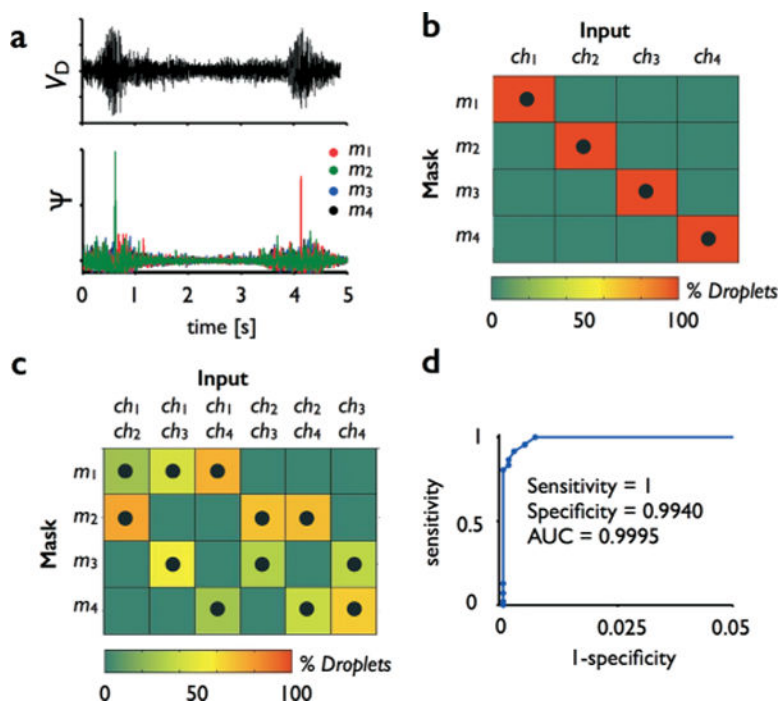 a
V_D
Ψ
m1
m2
m3
m4
0 1 2 3 4 5
time [s]
b
Input
ch1 ch2 ch3 ch4
Mask
m1
m2
m3
m4
% Droplets
0 50 100
c
Input
ch1 ch1 ch1 ch2 ch2 ch3
ch2 ch3 ch4 ch3 ch4 ch4
Mask
m1
m2
m3
m4
% Droplets
0 50 100
d
sensitivity
1
0.5
0
Sensitivity = 1
Specificity = 0.9940
AUC = 0.9995
0 0.025 0.05
1-specificity